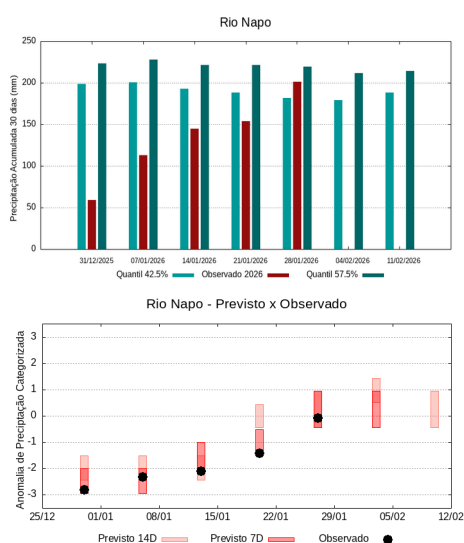 Rio Napo
Precipitação Acumulada 30 dias (mm)
250
200
150
100
50
0
31/12/2025 07/01/2026 14/01/2026 21/01/2026 28/01/2026 04/02/2026 11/02/2026
Quantil 42.5% Observado 2026 Quantil 57.5%
Rio Napo - Previsto x Observado
Anomalia de Preciptação Categorizada
3
2
1
0
-1
-2
-3
25/12 01/01 08/01 15/01 22/01 29/01 05/02 12/02
Previsto 14D Previsto 7D Observado